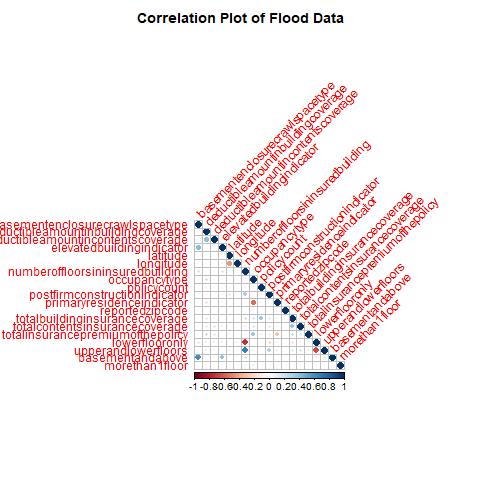 Correlation Plot of Flood Data
basementenclosurecrawlspacetype
deductibleamountinbuildingcoverage
deductibleamountincontentscoverage
elevatedbuildingindicator
latitude
longitude
numberoffloorsininsuredbuilding
occupancytype
policycount
postfirmconstructionindicator
primaryresidenceindicator
reportedzipcode
totalbuildinginsurancecoverage
totalcontentsinsurancecoverage
totalinsurancepremiumofthepolicy
lowerflooronly
upperandlowerfloors
basementandabove
morethan1floor
asementenclosurecrawlspacetype
ductibleamountinbuildingcoverage
ductibleamountincontentscoverage
elevatedbuildingindicator
latitude
longitude
numberoffloorsininsuredbuilding
occupancytype
policycount
postfirmconstructionindicator
primaryresidenceindicator
reportedzipcode
totalbuildinginsurancecoverage
totalcontentsinsurancecoverage
totalinsurancepremiumofthepolicy
lowerflooronly
upperandlowerfloors
basementandabove
morethan1floor
-1 -0.8 -0.6 -0.4 -0.2 0 0.2 0.4 0.6 0.8 1